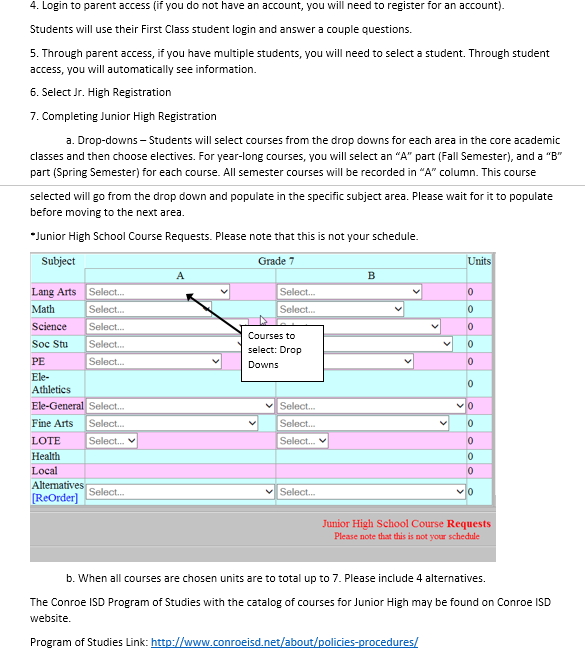 4. Login to parent access (if you do not have an account, you will need to register for an account).
Students will use their First Class student login and answer a couple questions.
5. Through parent access, if you have multiple students, you will need to select a student. Through student
access, you will automatically see information.
6. Select Jr. High Registration
7. Completing Junior High Registration
a. Drop-downs – Students will select courses from the drop downs for each area in the core academic
classes and then choose electives. For year-long courses, you will select an “A” part (Fall Semester), and a “B”
part (Spring Semester) for each course. All semester courses will be recorded in “A” column. This course
selected will go from the drop down and populate in the specific subject area. Please wait for it to populate
before moving to the next area.
*Junior High School Course Requests. Please note that this is not your schedule.
Subject Grade 7 Units
A B
Lang Arts Select... Select... 0
Math Select... Select... 0
Science Select... 0
Soc Stu Select... 0
PE Select... 0
Courses to
select: Drop
Downs
Ele-
Athletics 0
Ele-General Select... Select... 0
Fine Arts Select... Select... 0
LOTE Select... Select... 0
Health 0
Local 0
Alternatives
[ReOrder] Select... Select... 0
Junior High School Course Requests
Please note that this is not your schedule
b. When all courses are chosen units are to total up to 7. Please include 4 alternatives.
The Conroe ISD Program of Studies with the catalog of courses for Junior High may be found on Conroe ISD
website.
Program of Studies Link: http://www.conroeisd.net/about/policies-procedures/